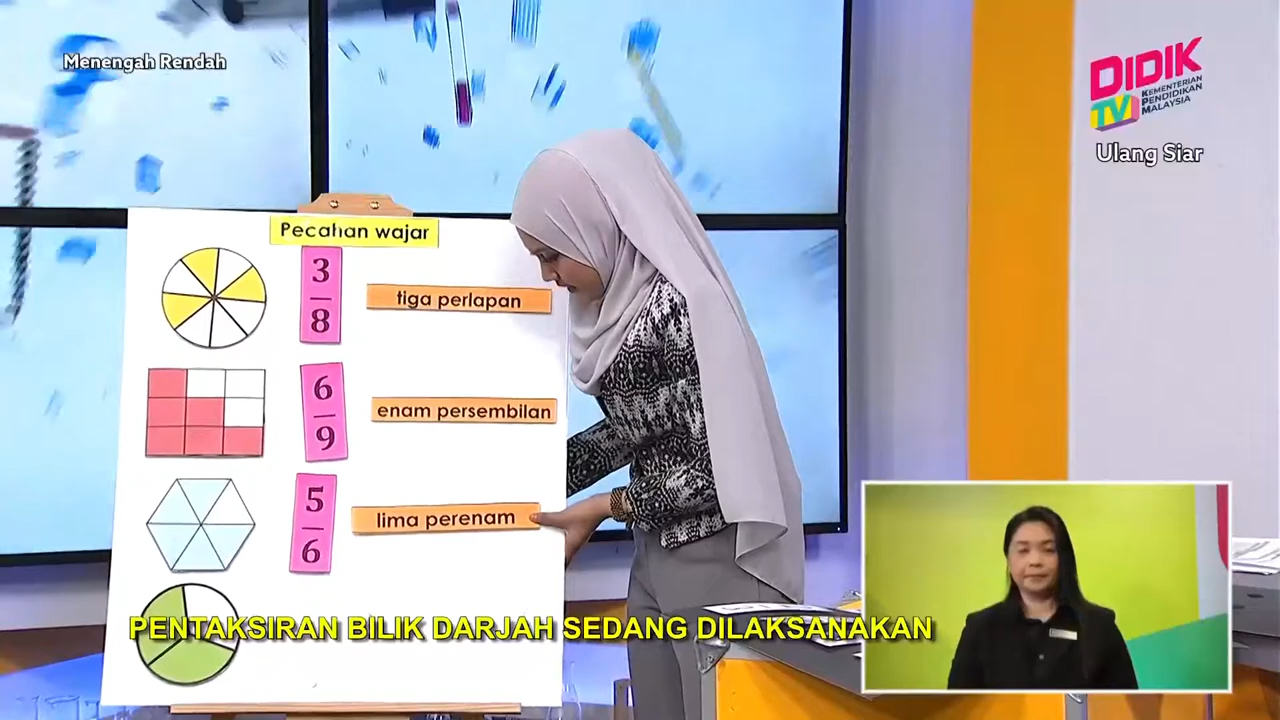 Menengah Rendah
DIDIK
TV
KEMENTERIAN
PENDIDIKAN
MALAYSIA
Ulang Siar
Pecahan wajar
3
8
tiga perlapan
6
9
enam persembilan
5
6
lima perenam
PENTAKSIRAN BILIK DARJAH SEDANG DILAKSANAKAN